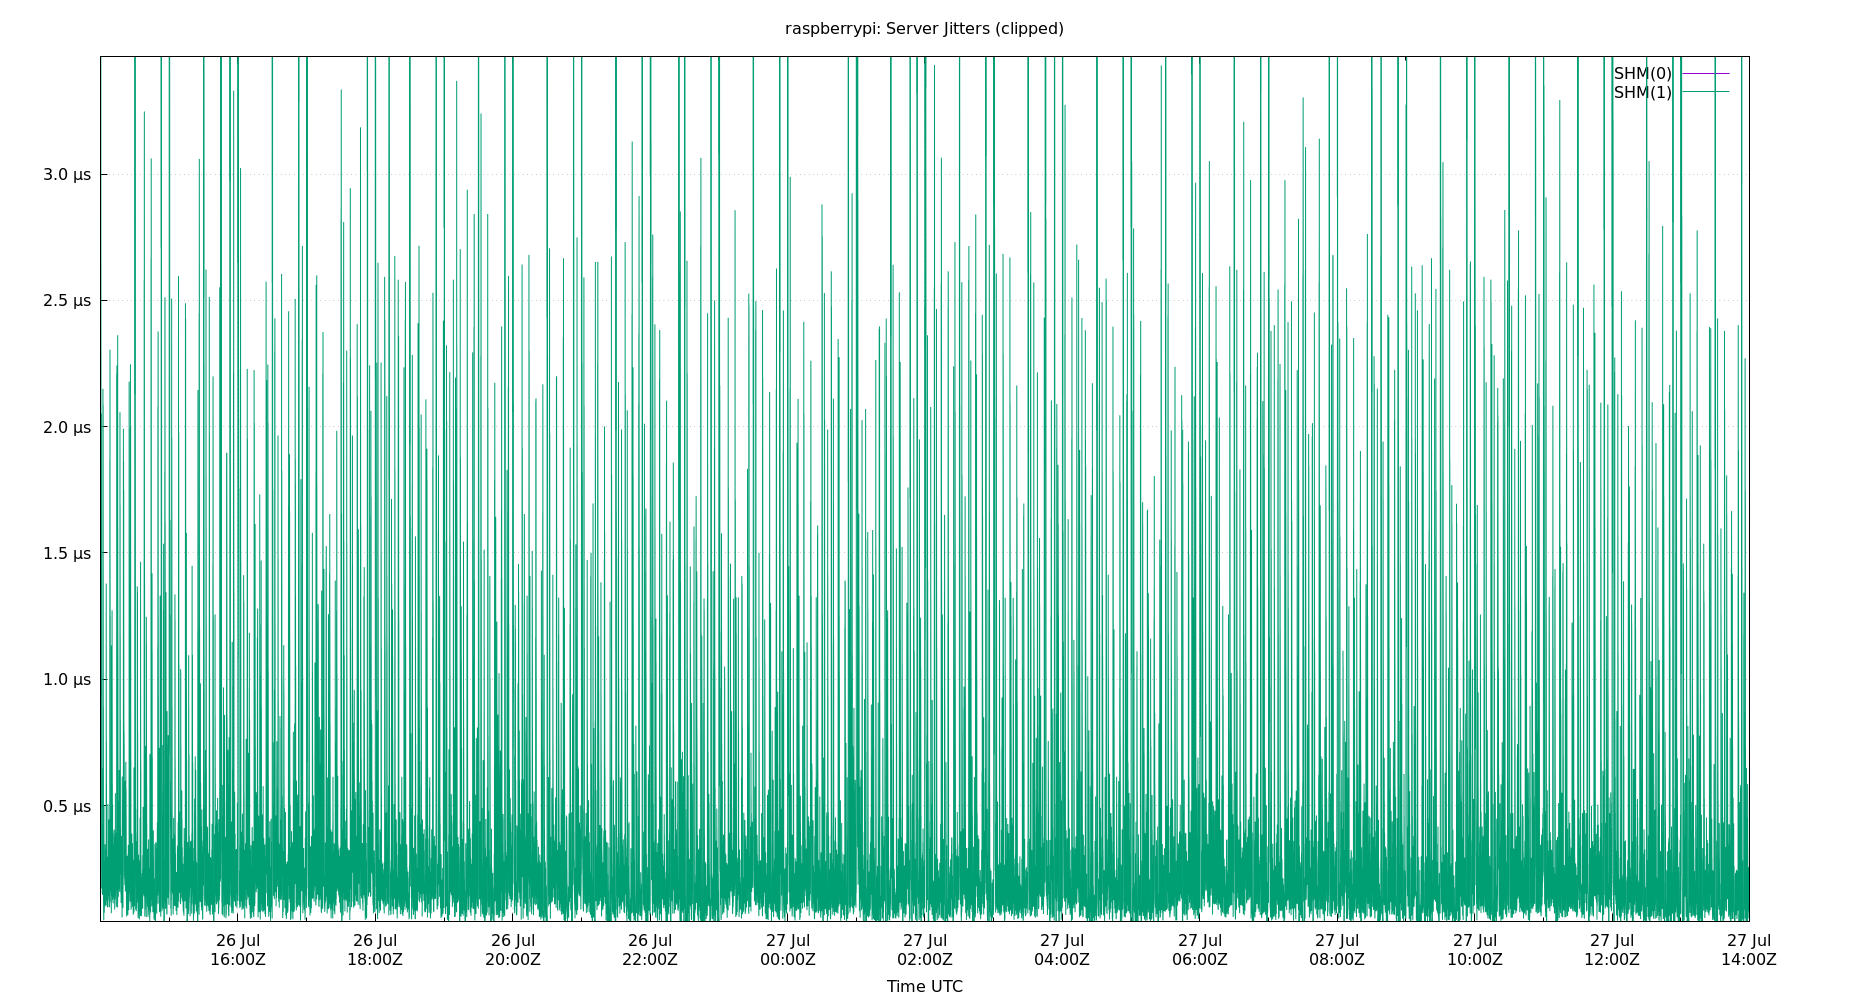 raspberrypi: Server Jitters (clipped)
SHM(0)
SHM(1)
3.0 µs
2.5 µs
2.0 µs
1.5 µs
1.0 µs
0.5 µs
26 Jul 26 Jul 26 Jul 26 Jul 27 Jul 27 Jul 27 Jul 27 Jul 27 Jul 27 Jul 27 Jul 27 Jul
16:00Z 18:00Z 20:00Z 22:00Z 00:00Z 02:00Z 04:00Z 06:00Z 08:00Z 10:00Z 12:00Z 14:00Z
Time UTC